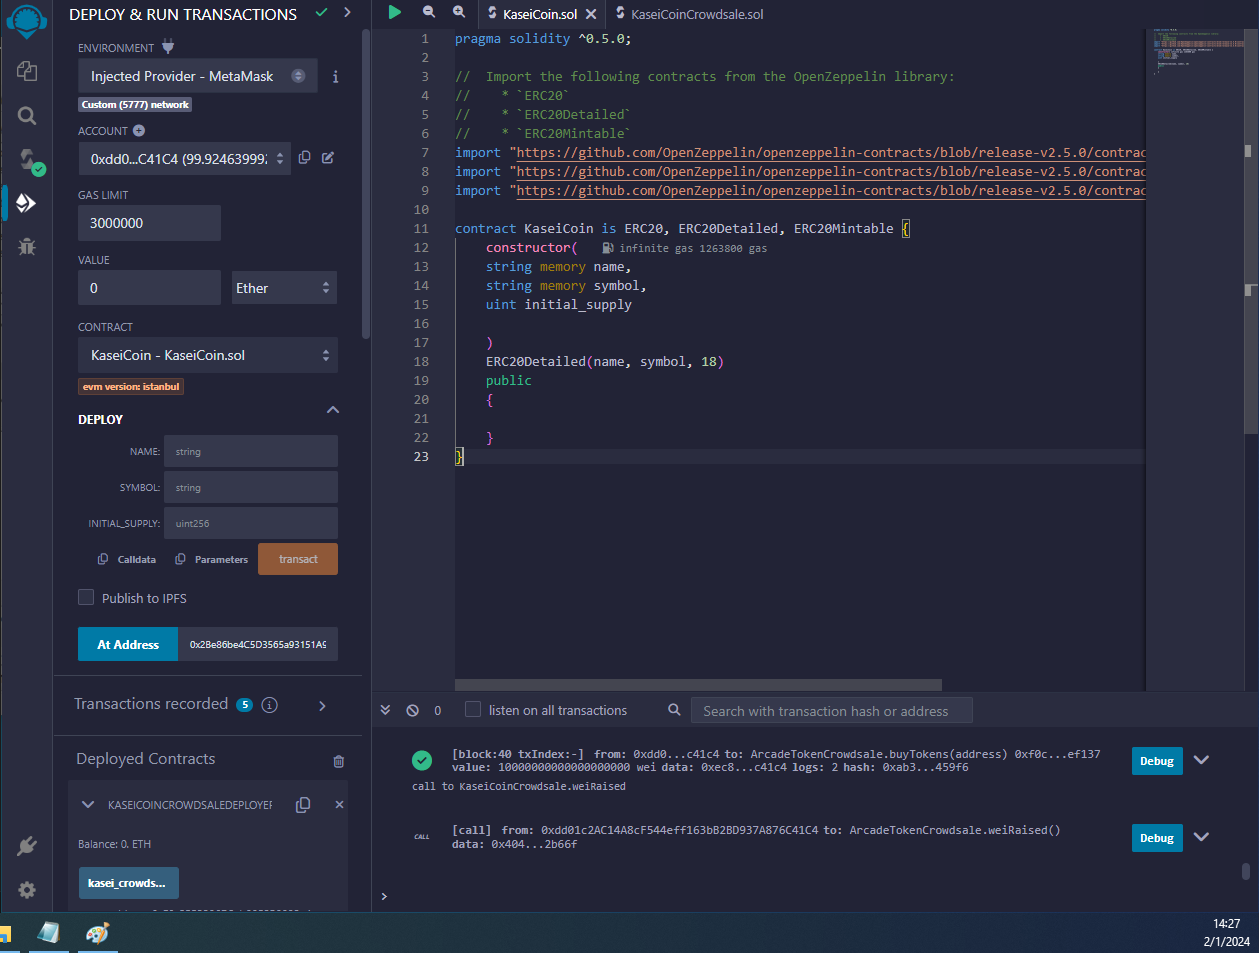 DEPLOY & RUN TRANSACTIONS
ENVIRONMENT
Injected Provider - MetaMask
Custom (5777) network
ACCOUNT
0xdd0...C41C4 (99.92463999
GAS LIMIT
3000000
VALUE
0
Ether
CONTRACT
KaseiCoin - KaseiCoin.sol
evm version: istanbul
DEPLOY
NAME: string
SYMBOL: string
INITIAL_SUPPLY: uint256
Calldata
Parameters
transact
Publish to IPFS
At Address
0x2Be86be4C5D3565a93151A9
Transactions recorded 5
Deployed Contracts
KASEICOINCROWDSALEDEPLOYER
Balance: 0. ETH
kasei_crowds...
KaseiCoin.sol
KaseiCoinCrowdsale.sol
1 pragma solidity ^0.5.0;
2
3 //  Import the following contracts from the OpenZeppelin library:
4 //    * `ERC20`
5 //    * `ERC20Detailed`
6 //    * `ERC20Mintable`
7 import "https://github.com/OpenZeppelin/openzeppelin-contracts/blob/release-v2.5.0/contrac
8 import "https://github.com/OpenZeppelin/openzeppelin-contracts/blob/release-v2.5.0/contrac
9 import "https://github.com/OpenZeppelin/openzeppelin-contracts/blob/release-v2.5.0/contrac
10
11 contract KaseiCoin is ERC20, ERC20Detailed, ERC20Mintable {
12 constructor( infinite gas 1263800 gas
13 string memory name,
14 string memory symbol,
15 uint initial_supply
16
17 )
18 ERC20Detailed(name, symbol, 18)
19 public
20 {
21
22 }
23 }
0
listen on all transactions
Search with transaction hash or address
[block:40 txIndex:-] from: 0xdd0...c41c4 to: ArcadeTokenCrowdsale.buyTokens(address) 0xf0c...ef137
value: 10000000000000000000 wei data: 0xec8...c41c4 logs: 2 hash: 0xab3...459f6
Debug
call to KaseiCoinCrowdsale.weiRaised
CALL
[call] from: 0xdd01c2AC14A8cF544eff163bB2BD937A876C41C4 to: ArcadeTokenCrowdsale.weiRaised()
data: 0x404...2b66f
Debug
>
14:27
2/1/2024